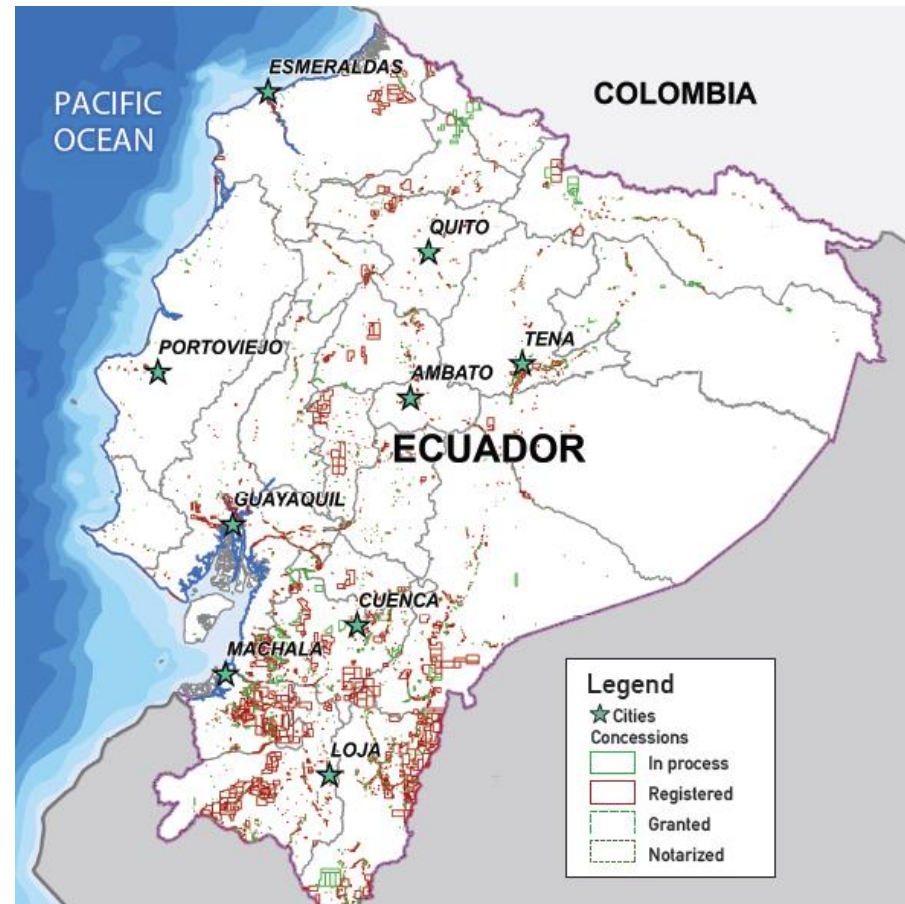 ESMERALDAS
COLOMBIA
PACIFIC
OCEAN
QUITO
PORTOVIEJO
TENA
AMBATO
ECUADOR
GUAYAQUIL
CUENCA
MACHALA
LOJA
Legend
Cities
Concessions
In process
Registered
Granted
Notarized